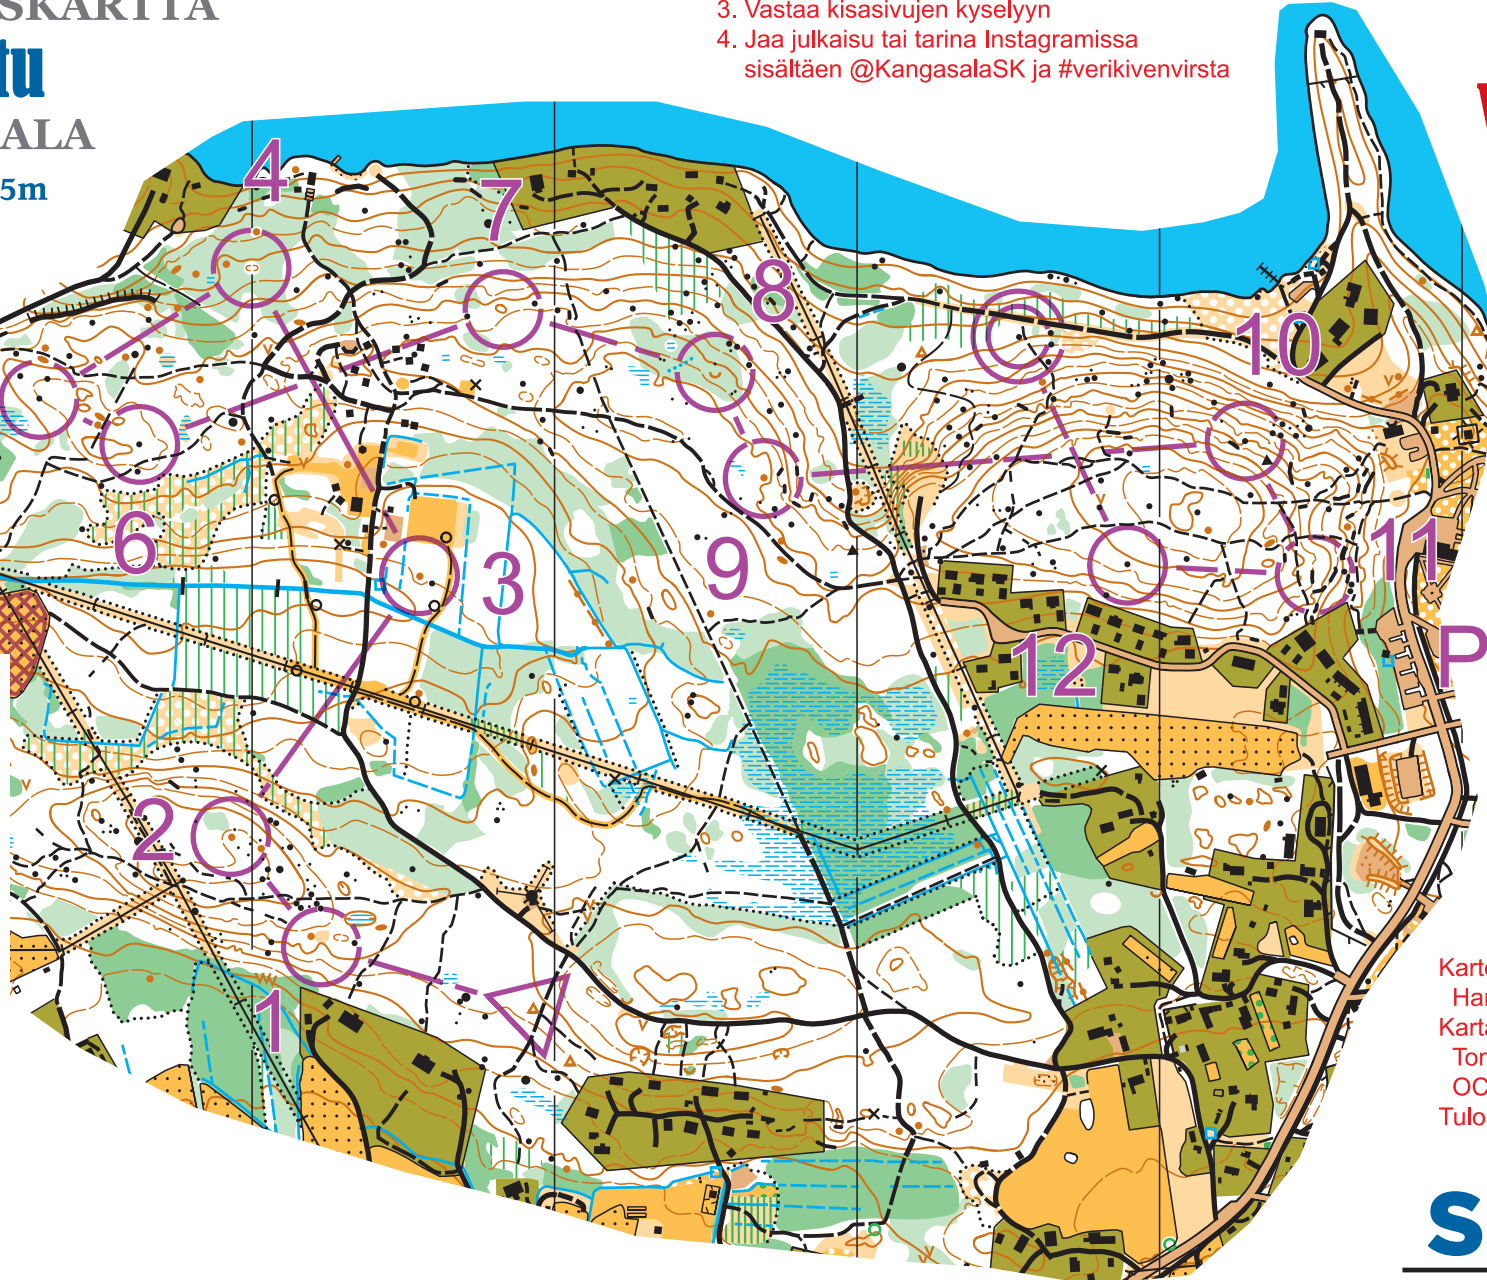 SKARTTA
tu
ALA
5m
3. Vastaa kisasivujen kyselyyn
4. Jaa julkaisu tai tarina Instagramissa
sisältäen @KangasalaSK ja #verikivenvirsta
4
7
8
10
6
3
9
11
12
P
2
1
Karto
Har
Karta
Tor
OC
Tulo
S